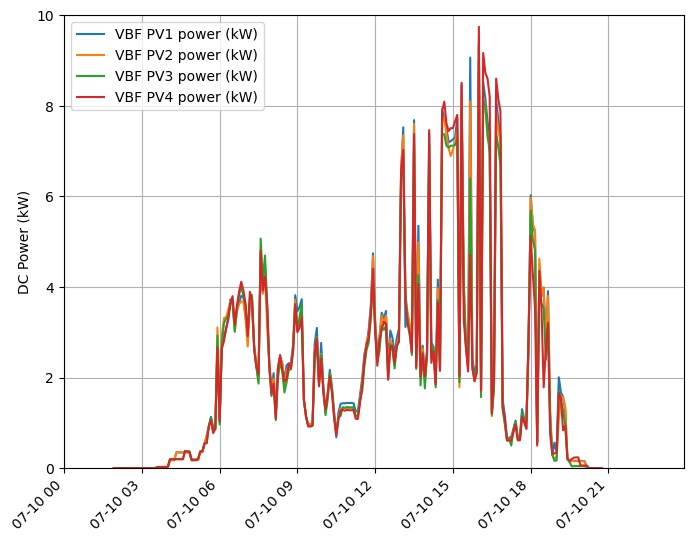 10
8
6
4
2
0
DC Power (kW)
VBF PV1 power (kW)
VBF PV2 power (kW)
VBF PV3 power (kW)
VBF PV4 power (kW)
07-10 00
07-10 03
07-10 06
07-10 09
07-10 12
07-10 15
07-10 18
07-10 21